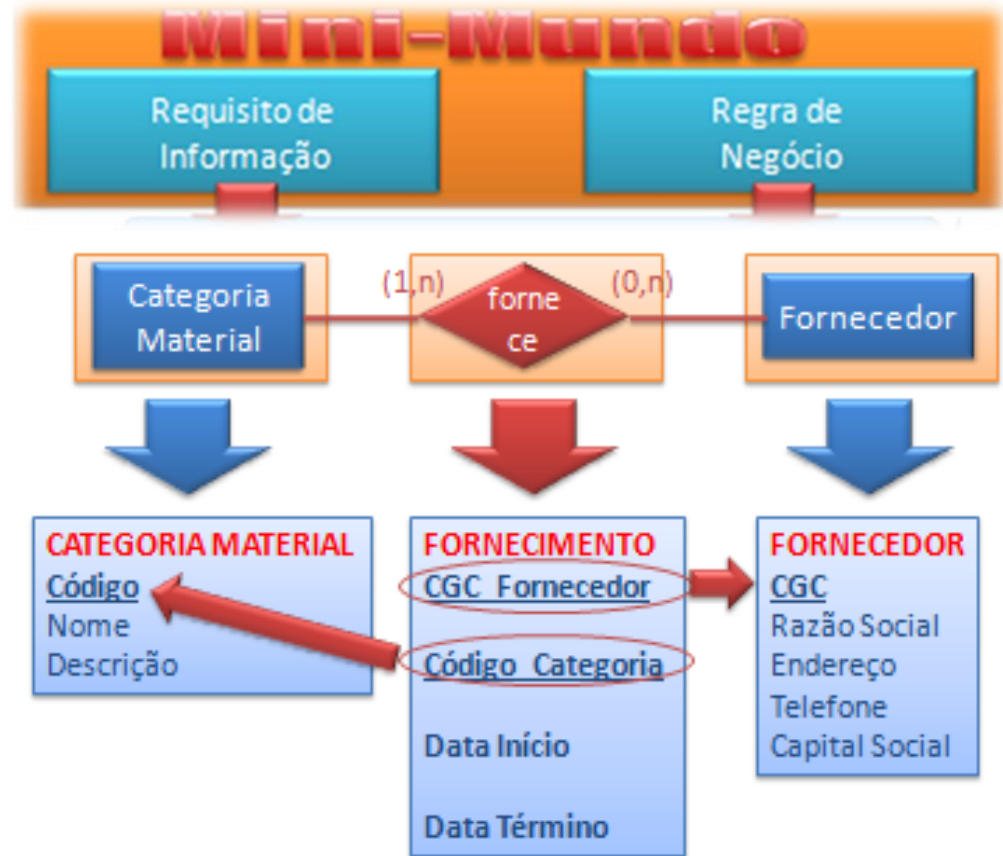 Mini-Mundo
Requisito de
Informação
Regra de
Negócio
Categoria
Material
(1,n)
forne
ce
(0,n)
Fornecedor
CATEGORIA MATERIAL
Código
Nome
Descrição
FORNECIMENTO
CGC_Fornecedor
Código_Categoria
Data Início
Data Término
FORNECEDOR
CGC
Razão Social
Endereço
Telefone
Capital Social